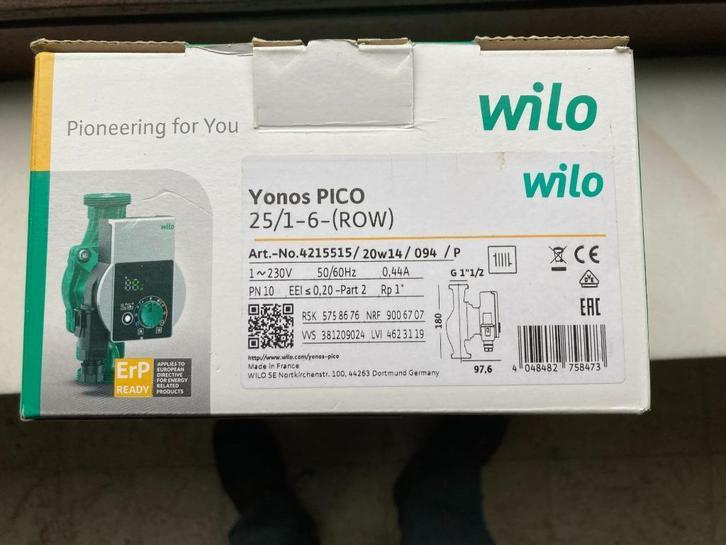 Pioneering for You
wilo
wilo
Yonos PICO
25/1-6-(ROW)
Art.-No.4215515/ 20w14 / 094 / P
1~230V 50/60Hz 0,44A
PN 10 EEI ≤ 0,20-Part 2 Rp 1"
RSK 575 86 76 NRF 900 67 07
VVS 381209024 LVI 462 31 19
http://www.wilo.com/yonos-pico
Made in France
WILO SE Nortkirchenstr. 100, 44263 Dortmund Germany
G 1"1/2
180
97,6
CE
EAC
4 048482 758473
wilo
ErP
READY
APPLIES TO
EUROPEAN
DIRECTIVE
FOR ENERGY
RELATED
PRODUCTS